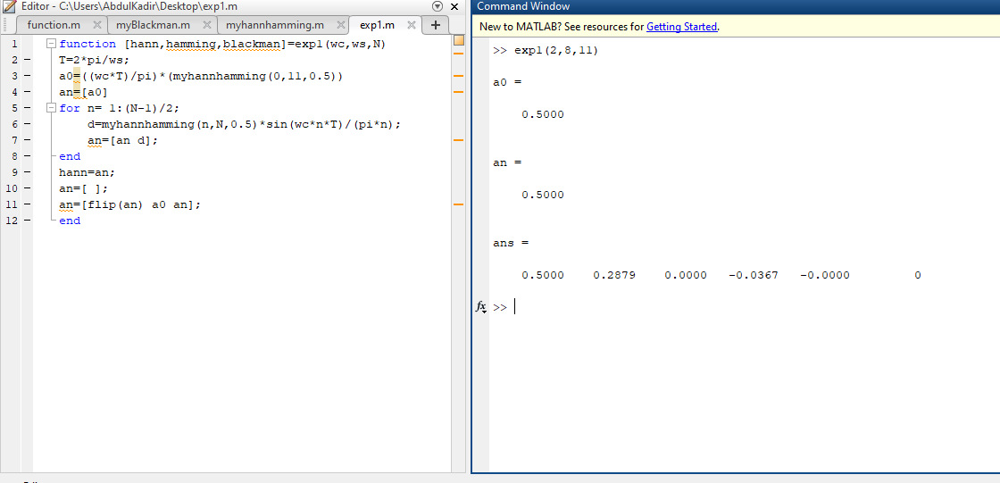 Editor - C:\Users\AbdulKadir\Desktop\exp1.m
function.m myBlackman.m myhannhamming.m exp1.m
1 function [hann,hamming,blackman]=exp1(wc,ws,N)
2 T=2*pi/ws;
3 a0=((wc*T)/pi)*(myhannhamming(0,11,0.5))
4 an=[a0]
5 for n= 1:(N-1)/2;
6 d=myhannhamming(n,N,0.5)*sin(wc*n*T)/(pi*n);
7 an=[an d];
8 end
9 hann=an;
10 an=[ ];
11 an=[flip(an) a0 an];
12 end
Command Window
New to MATLAB? See resources for Getting Started.
>> exp1(2,8,11)
a0 =
0.5000
an =
0.5000
ans =
0.5000 0.2879 0.0000 -0.0367 -0.0000 0
fx >>